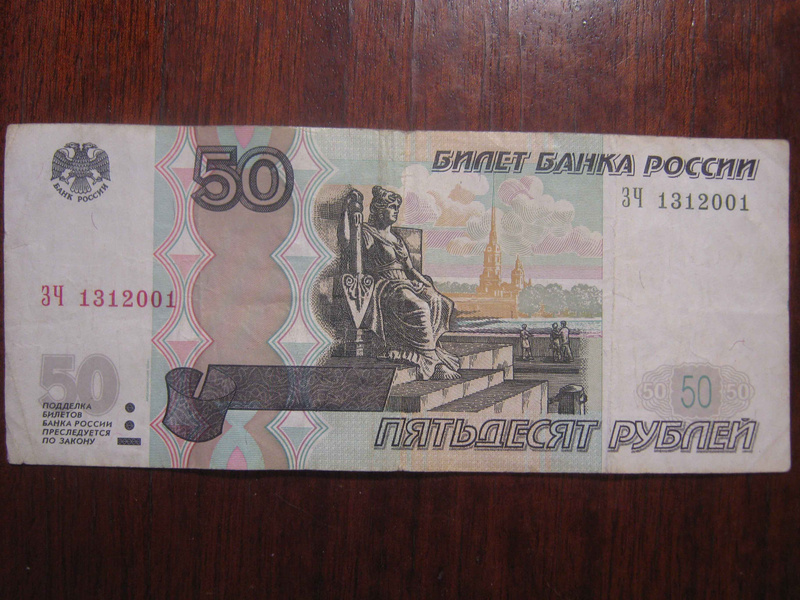 БАНК РОССИИ
50
БИЛЕТ БАНКА РОССИИ
ЗЧ 1312001
ЗЧ 1312001
50
ПОДДЕЛКА
БИЛЕТОВ
БАНКА РОССИИ
ПРЕСЛЕДУЕТСЯ
ПО ЗАКОНУ
50 50 50
ПЯТЬДЕСЯТ РУБЛЕЙ